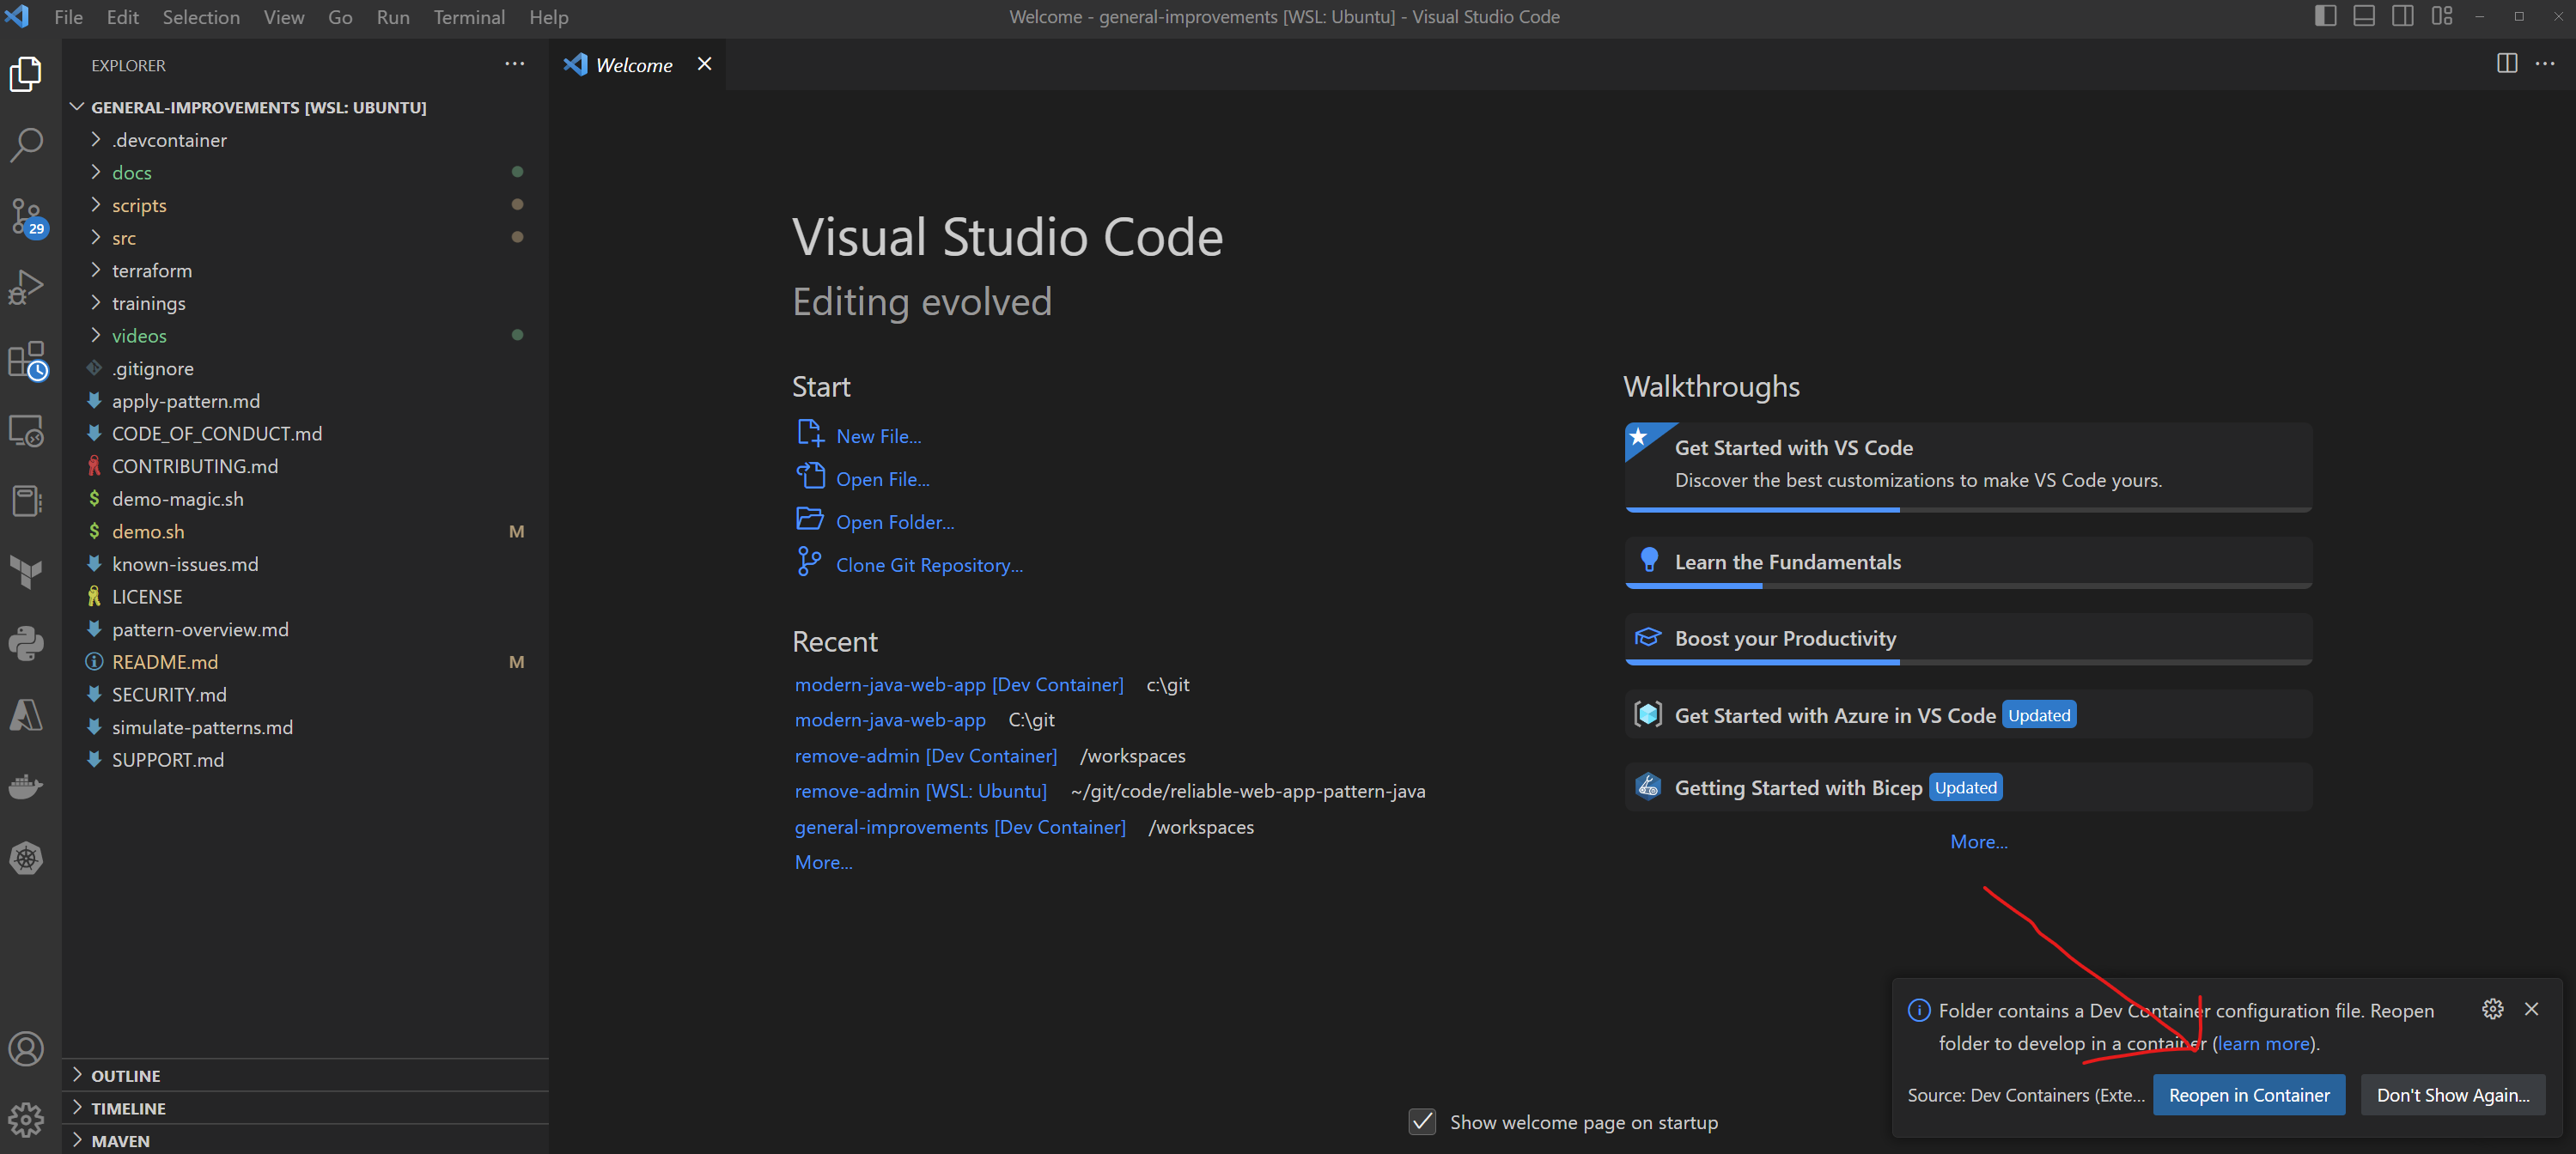 File Edit Selection View Go Run Terminal Help
Welcome - general-improvements [WSL: Ubuntu] - Visual Studio Code
EXPLORER
GENERAL-IMPROVEMENTS [WSL: UBUNTU]
.devcontainer
docs
scripts
src
terraform
trainings
videos
.gitignore
apply-pattern.md
CODE_OF_CONDUCT.md
CONTRIBUTING.md
$ demo-magic.sh
$ demo.sh M
known-issues.md
LICENSE
pattern-overview.md
README.md M
SECURITY.md
simulate-patterns.md
SUPPORT.md
OUTLINE
TIMELINE
MAVEN
29
Welcome
Visual Studio Code
Editing evolved
Start
New File...
Open File...
Open Folder...
Clone Git Repository...
Recent
modern-java-web-app [Dev Container] c:\git
modern-java-web-app C:\git
remove-admin [Dev Container] /workspaces
remove-admin [WSL: Ubuntu] ~/git/code/reliable-web-app-pattern-java
general-improvements [Dev Container] /workspaces
More...
Walkthroughs
Get Started with VS Code
Discover the best customizations to make VS Code yours.
Learn the Fundamentals
Boost your Productivity
Get Started with Azure in VS Code Updated
Getting Started with Bicep Updated
More...
Show welcome page on startup
Folder contains a Dev Container configuration file. Reopen
folder to develop in a container (learn more).
Source: Dev Containers (Exte... Reopen in Container Don't Show Again...